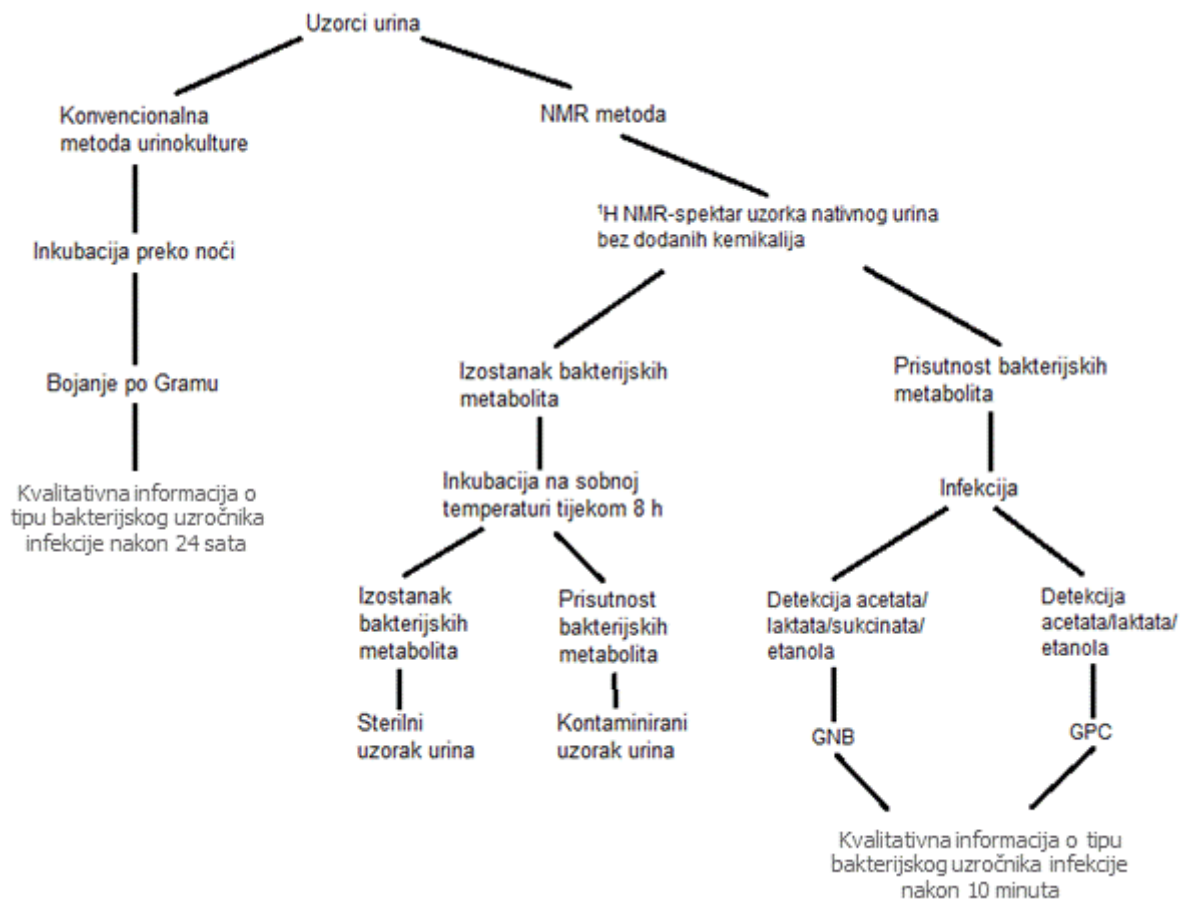 Uzorci urina
Konvencionalna
metoda urinokulture
NMR metoda
¹H NMR-spektar uzorka nativnog urina
bez dodanih kemikalija
Inkubacija preko noći
Bojanje po Gramu
Kvalitativna informacija o
tipu bakterijskog uzročnika
infekcije nakon 24 sata
Izostanak bakterijskih
metabolita
Prisutnost bakterijskih
metabolita
Inkubacija na sobnoj
temperaturi tijekom 8 h
Infekcija
Izostanak
bakterijskih
metabolita
Prisutnost
bakterijskih
metabolita
Detekcija acetata/
laktata/sukcinata/
etanola
Detekcija
acetata/laktata/
etanola
Sterilni
uzorak urina
Kontaminirani
uzorak urina
GNB
GPC
Kvalitativna informacija o tipu
bakterijskog uzročnika infekcije
nakon 10 minuta